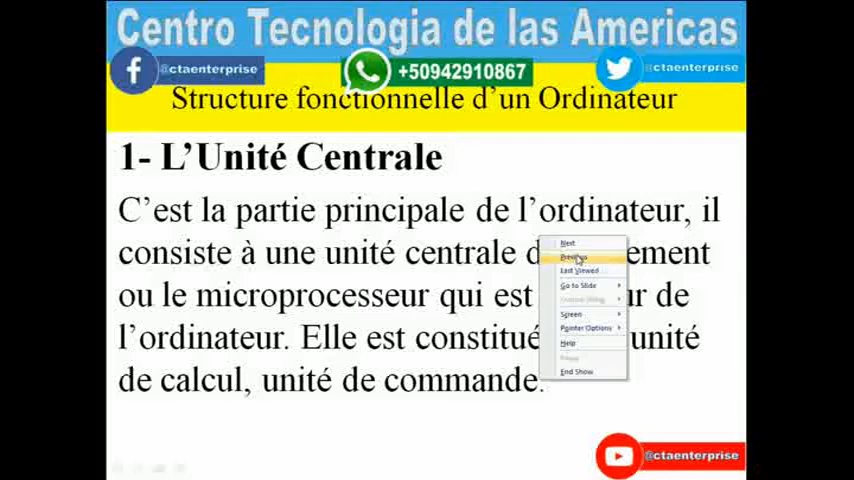 Centro Tecnologia de las Americas
@ctaenterprise
+50942910867
@ctaenterprise
Structure fonctionnelle d’un Ordinateur
1- L’Unité Centrale
C’est la partie principale de l’ordinateur, il
consiste à une unité centrale
ou le microprocesseur qui est de
l’ordinateur. Elle est constitué unité
de calcul, unité de commande.
Next
Previous
Last Viewed
Go to Slide
Screen
Pointer Options
Help
End Show
@ctaenterprise